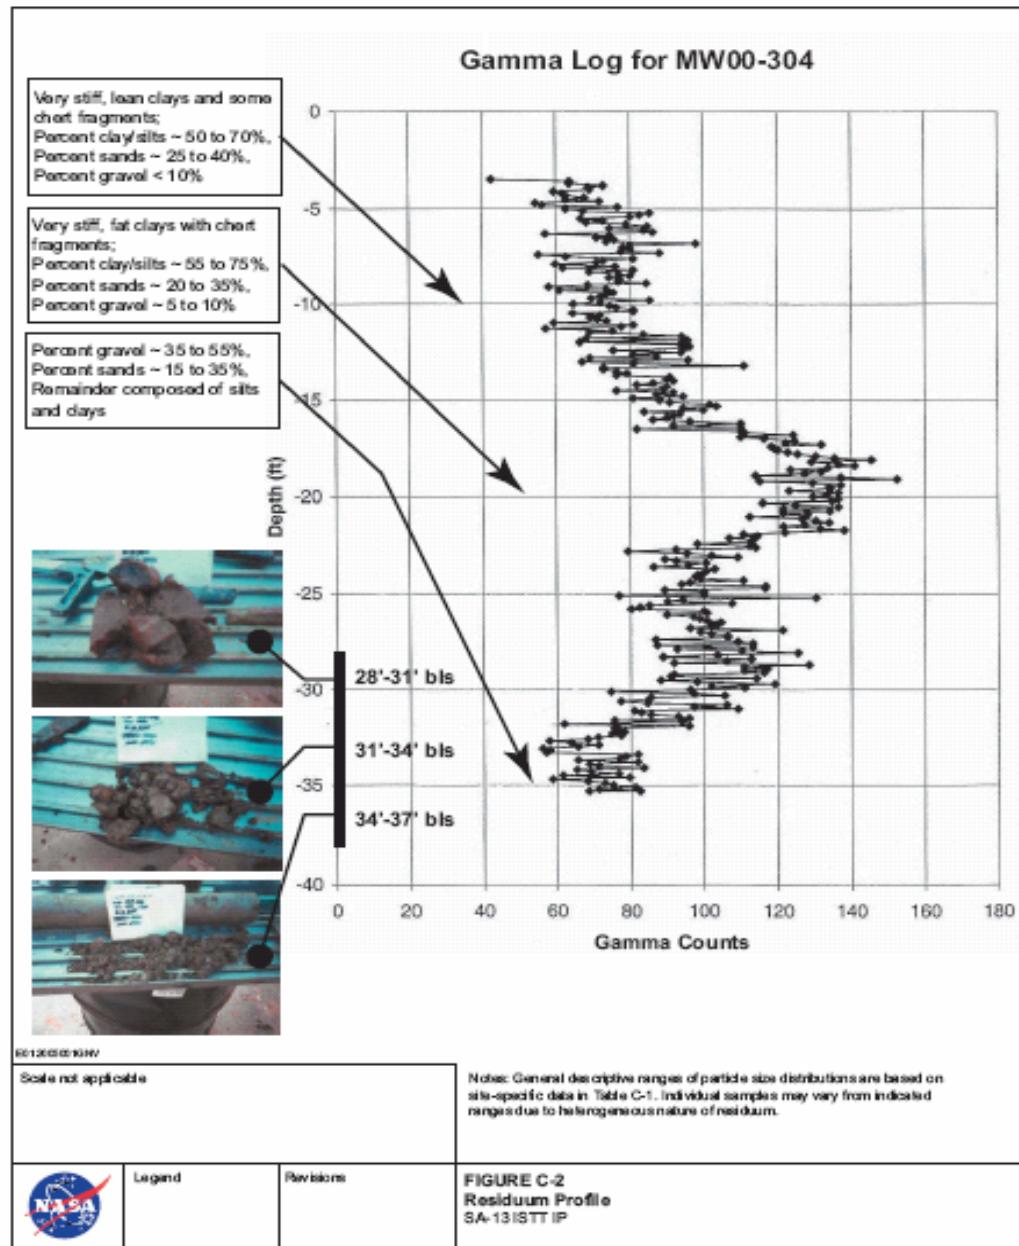 Gamma Log for MW00-304
Very stiff, lean clays and some
chert fragments;
Percent clay/silts ~ 50 to 70%,
Percent sands ~ 25 to 40%,
Percent gravel < 10%
Very stiff, fat clays with chert
fragments;
Percent clay/silts ~ 55 to 75%,
Percent sands ~ 20 to 35%,
Percent gravel ~ 5 to 10%
Percent gravel ~ 35 to 55%,
Percent sands ~ 15 to 35%,
Remainder composed of silts
and clays
0
-5
-10
-15
-20
-25
-30
-35
-40
Depth (ft)
28'-31' bls
31'-34' bls
34'-37' bls
0 20 40 60 80 100 120 140 160 180
Gamma Counts
Scale not applicable
Notes: General descriptive ranges of particle size distributions are based on
site-specific data in Table C-1. Individual samples may vary from indicated
ranges due to heterogeneous nature of residuum.
NASA
Legend
Revisions
FIGURE C-2
Residuum Profile
SA-13 ISTT IP